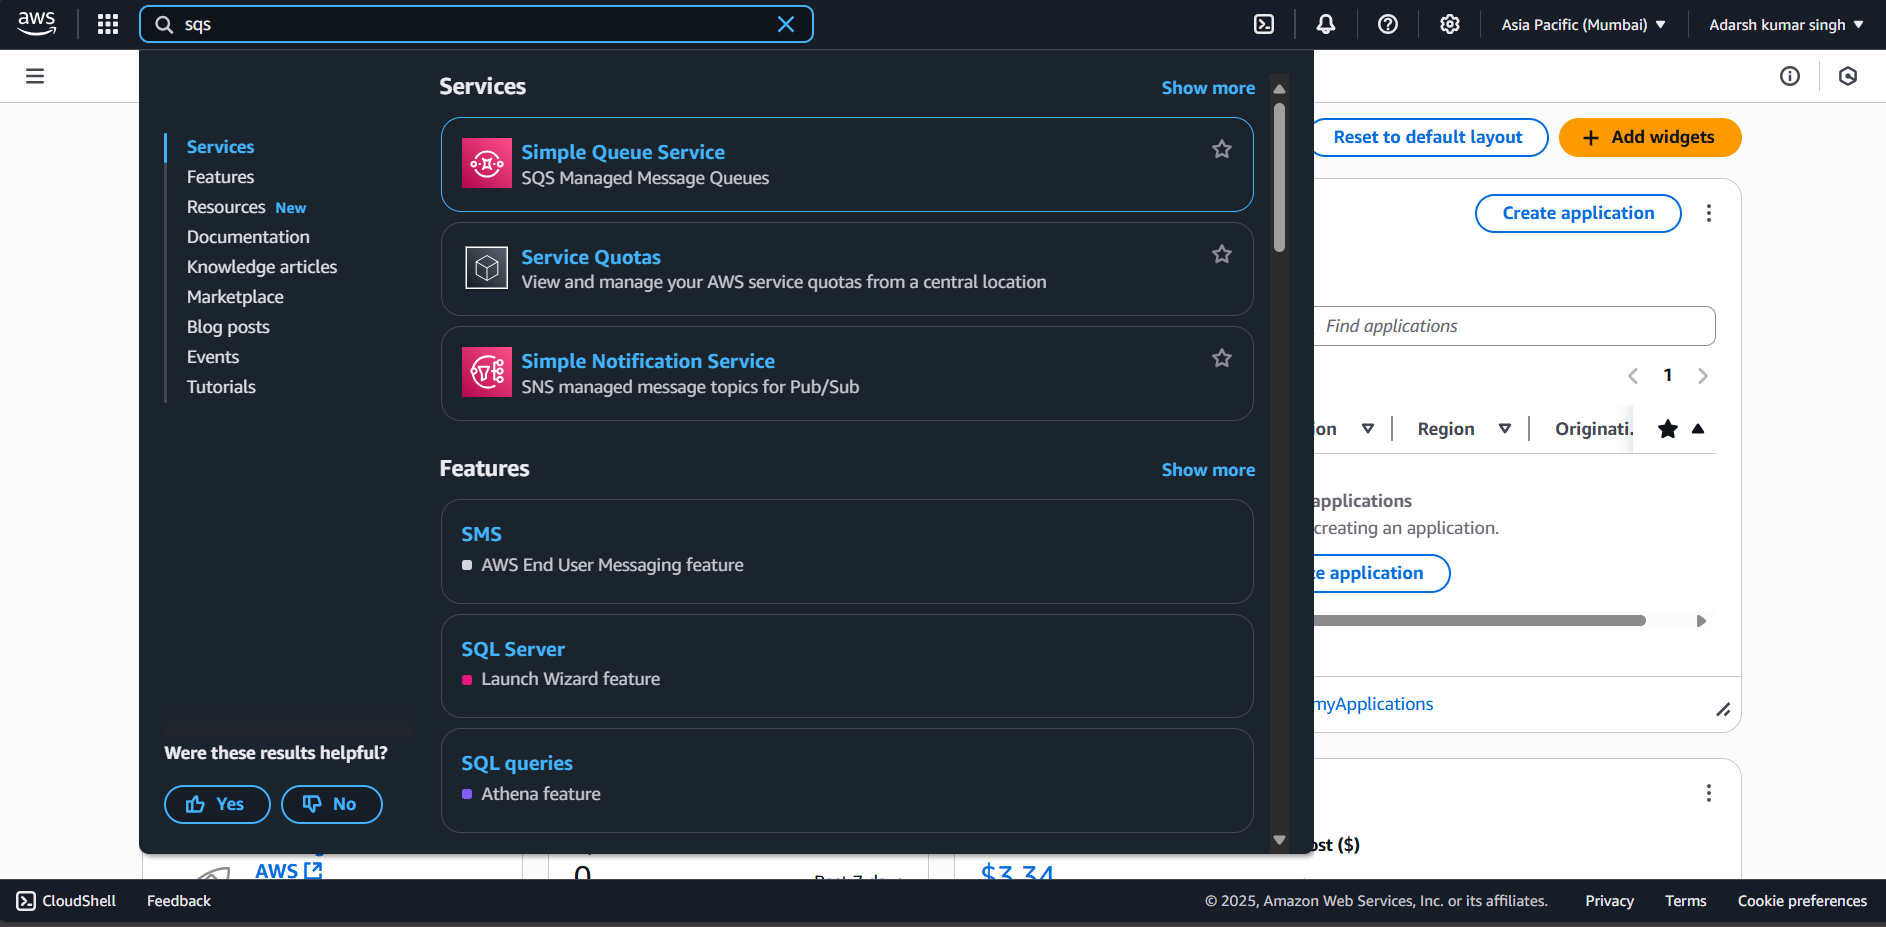 aws
sqs
Asia Pacific (Mumbai)
Adarsh kumar singh
Services
Features
Resources New
Documentation
Knowledge articles
Marketplace
Blog posts
Events
Tutorials
Were these results helpful?
Yes
No
Services
Show more
Simple Queue Service
SQS Managed Message Queues
Service Quotas
View and manage your AWS service quotas from a central location
Simple Notification Service
SNS managed message topics for Pub/Sub
Features
Show more
SMS
AWS End User Messaging feature
SQL Server
Launch Wizard feature
SQL queries
Athena feature
Reset to default layout
+ Add widgets
Create application
Find applications
1
ion
Region
Originati.
applications
creating an application.
te application
myApplications
ost ($)
AWS
0
$3.34
CloudShell
Feedback
© 2025, Amazon Web Services, Inc. or its affiliates.
Privacy
Terms
Cookie preferences